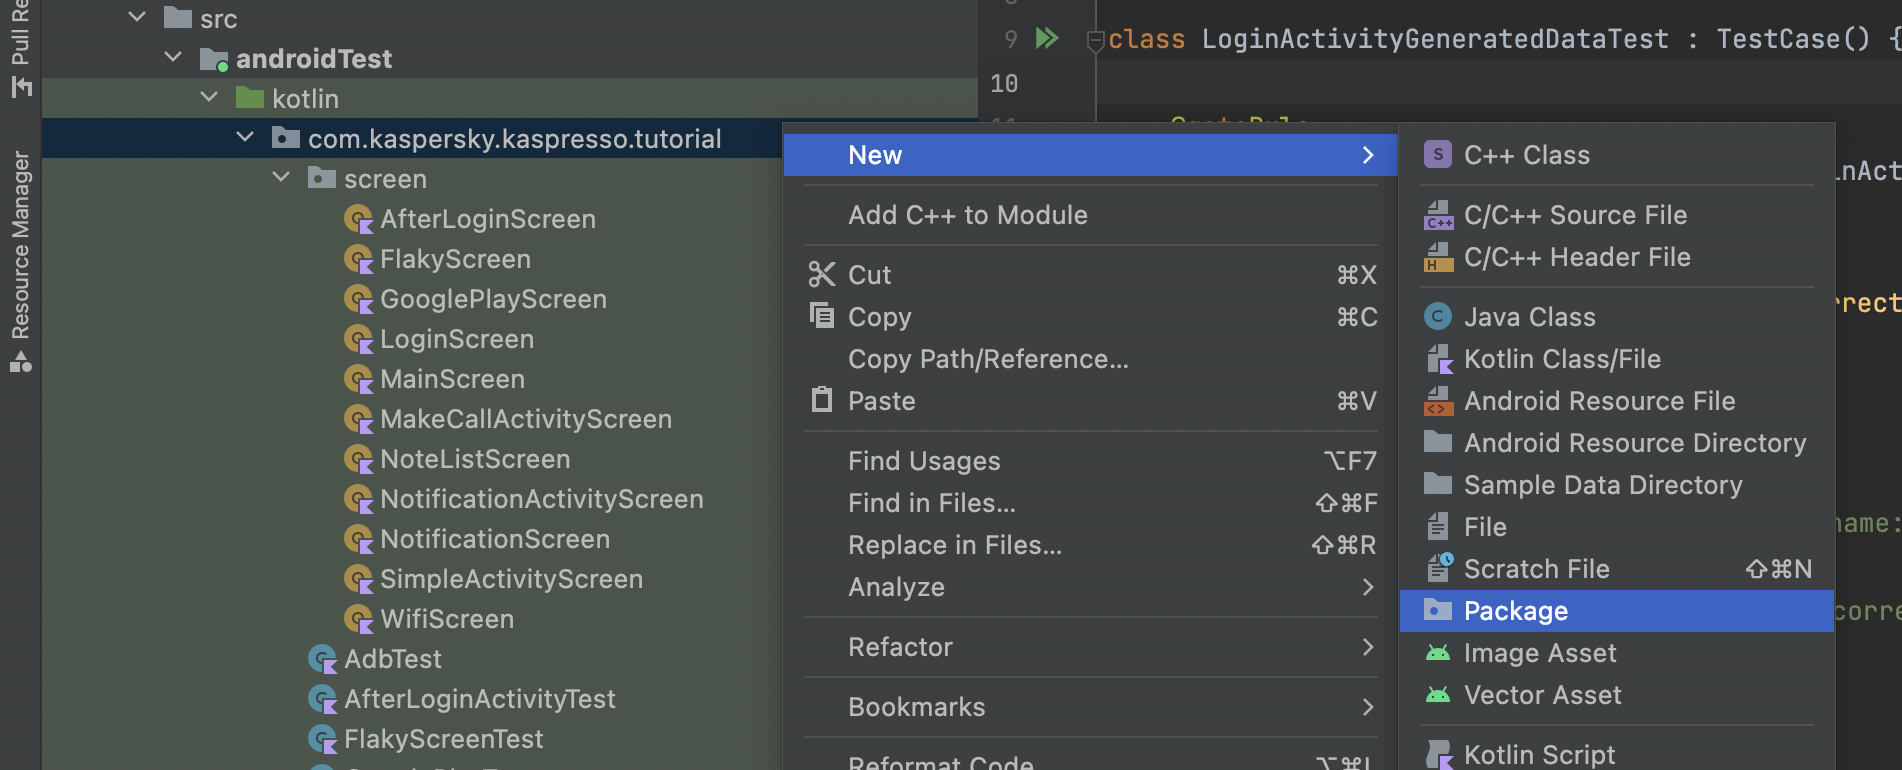 Pull Re
Resource Manager
src
androidTest
kotlin
com.kaspersky.kaspresso.tutorial
screen
AfterLoginScreen
FlakyScreen
GooglePlayScreen
LoginScreen
MainScreen
MakeCallActivityScreen
NoteListScreen
NotificationActivityScreen
NotificationScreen
SimpleActivityScreen
WifiScreen
AdbTest
AfterLoginActivityTest
FlakyScreenTest
9 class LoginActivityGeneratedDataTest : TestCase() {
10
New
Add C++ to Module
Cut ⌘X
Copy ⌘C
Copy Path/Reference...
Paste ⌘V
Find Usages ⌥F7
Find in Files... ⇧⌘F
Replace in Files... ⇧⌘R
Analyze
Refactor
Bookmarks
Reformat Code ⌥⌘L
S C++ Class
C++ C/C++ Source File
H C/C++ Header File
C Java Class
Kotlin Class/File
<> Android Resource File
Android Resource Directory
Sample Data Directory
File
Scratch File ⇧⌘N
Package
Image Asset
Vector Asset
Kotlin Script
inAct
rrect
name:
corre